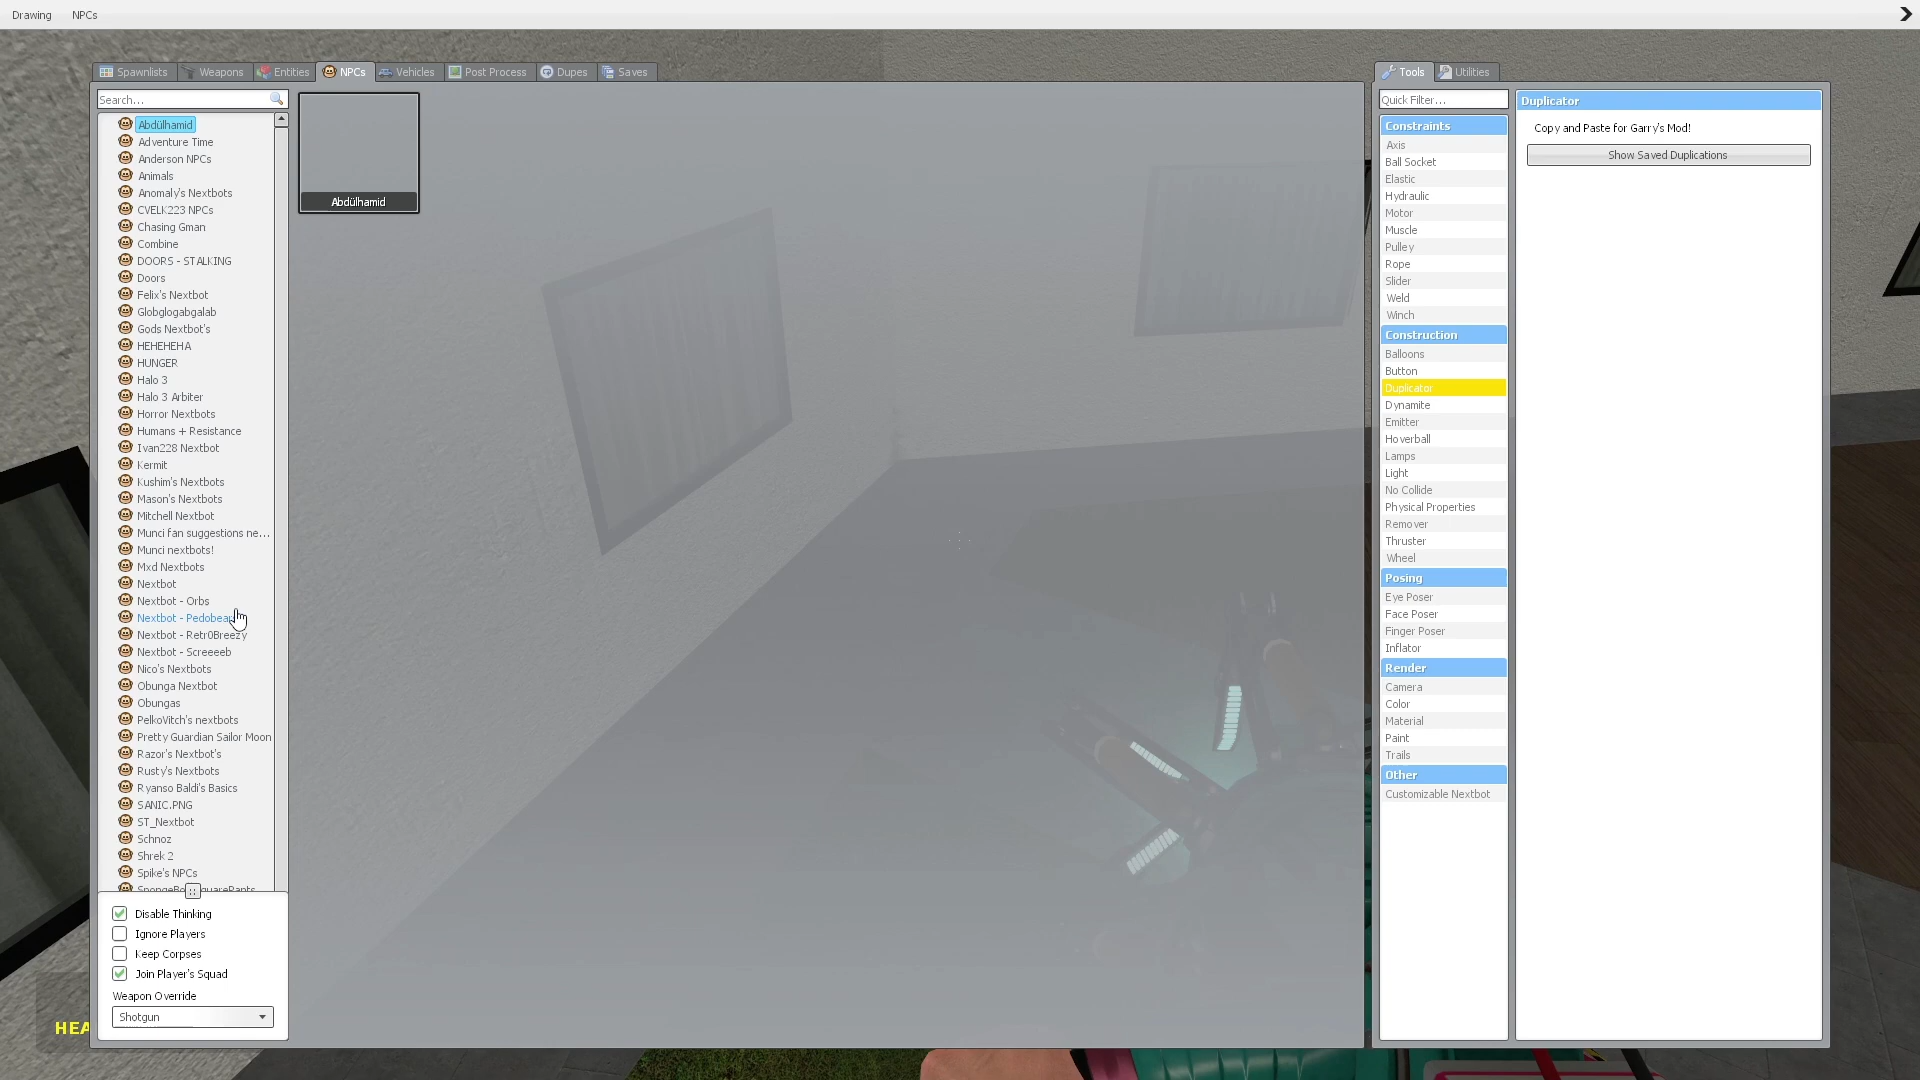 Drawing NPCs
Spawnlists Weapons Entities NPCs Vehicles Post Process Dupes Saves
Search...
Abdülhamid
Adventure Time
Anderson NPCs
Animals
Anomaly's Nextbots
CVELK223 NPCs
Chasing Gman
Combine
DOORS - STALKING
Doors
Felix's Nextbot
Globglogabgalab
Gods Nextbot's
HEHEHEHA
HUNGER
Halo 3
Halo 3 Arbiter
Horror Nextbots
Humans + Resistance
Ivan228 Nextbot
Kermit
Kushim's Nextbots
Mason's Nextbots
Mitchell Nextbot
Munci fan suggestions ne...
Munci nextbots!
Mxd Nextbots
Nextbot
Nextbot - Orbs
Nextbot - Pedobear
Nextbot - Retr0Breezy
Nextbot - Screeeeb
Nico's Nextbots
Obunga Nextbot
Obungas
PelkoVitch's nextbots
Pretty Guardian Sailor Moon
Razor's Nextbot's
Rusty's Nextbots
Ryanso Baldi's Basics
SANIC.PNG
ST_Nextbot
Schnoz
Shrek 2
Spike's NPCs
Disable Thinking
Ignore Players
Keep Corpses
Join Player's Squad
Weapon Override
Shotgun
HEA
Abdülhamid
Tools Utilities
Quick Filter...
Constraints
Axis
Ball Socket
Elastic
Hydraulic
Motor
Muscle
Pulley
Rope
Slider
Weld
Winch
Construction
Balloons
Button
Duplicator
Dynamite
Emitter
Hoverball
Lamps
Light
No Collide
Physical Properties
Remover
Thruster
Wheel
Posing
Eye Poser
Face Poser
Finger Poser
Inflator
Render
Camera
Color
Material
Paint
Trails
Other
Customizable Nextbot
Duplicator
Copy and Paste for Garry's Mod!
Show Saved Duplications